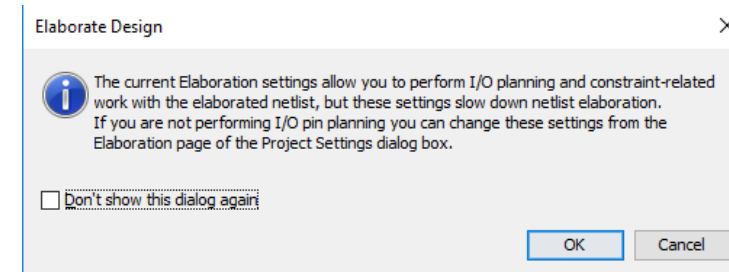 Elaborate Design
The current Elaboration settings allow you to perform I/O planning and constraint-related
work with the elaborated netlist, but these settings slow down netlist elaboration.
If you are not performing I/O pin planning you can change these settings from the
Elaboration page of the Project Settings dialog box.
Don't show this dialog again
OK Cancel